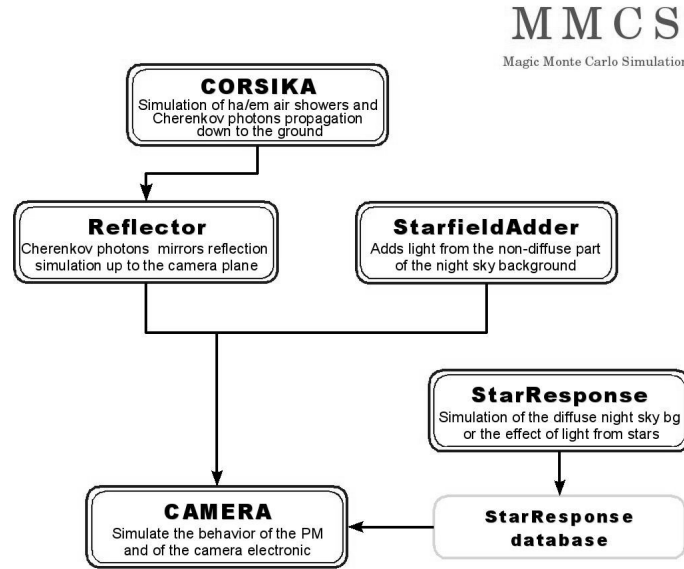 M M C S
Magic Monte Carlo Simulation
CORSIKA
Simulation of ha/em air showers and
Cherenkov photons propagation
down to the ground
Reflector
Cherenkov photons mirrors reflection
simulation up to the camera plane
StarfieldAdder
Adds light from the non-diffuse part
of the night sky background
StarResponse
Simulation of the diffuse night sky bg
or the effect of light from stars
CAMERA
Simulate the behavior of the PM
and of the camera electronic
StarResponse
database